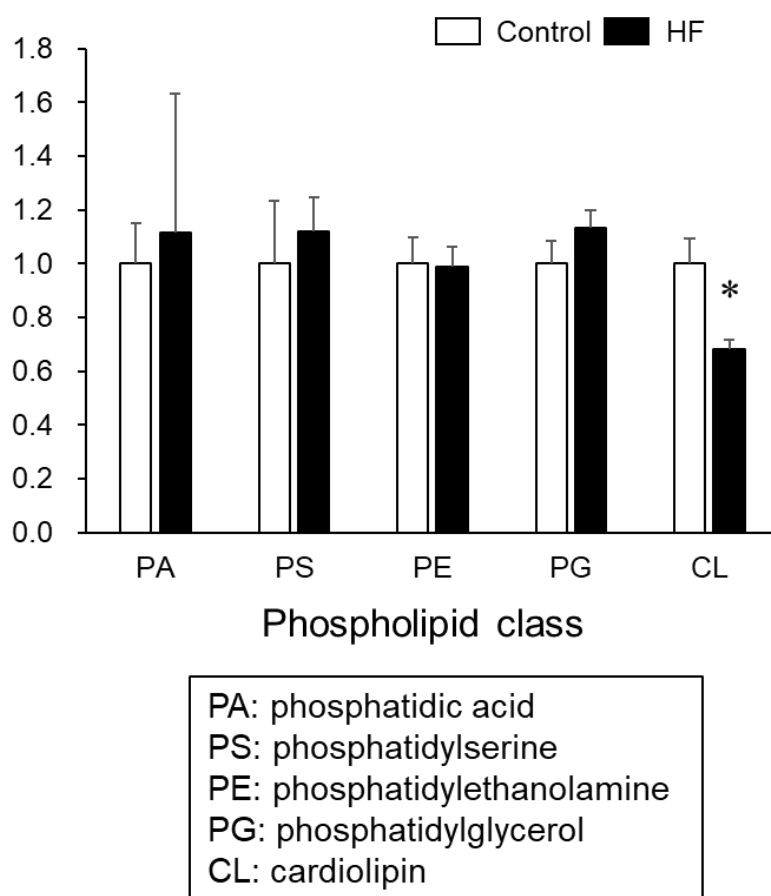 Control HF
1.8
1.6
1.4
1.2
1.0
0.8
0.6
0.4
0.2
0.0
*
PA PS PE PG CL
Phospholipid class
PA: phosphatidic acid
PS: phosphatidylserine
PE: phosphatidylethanolamine
PG: phosphatidylglycerol
CL: cardiolipin